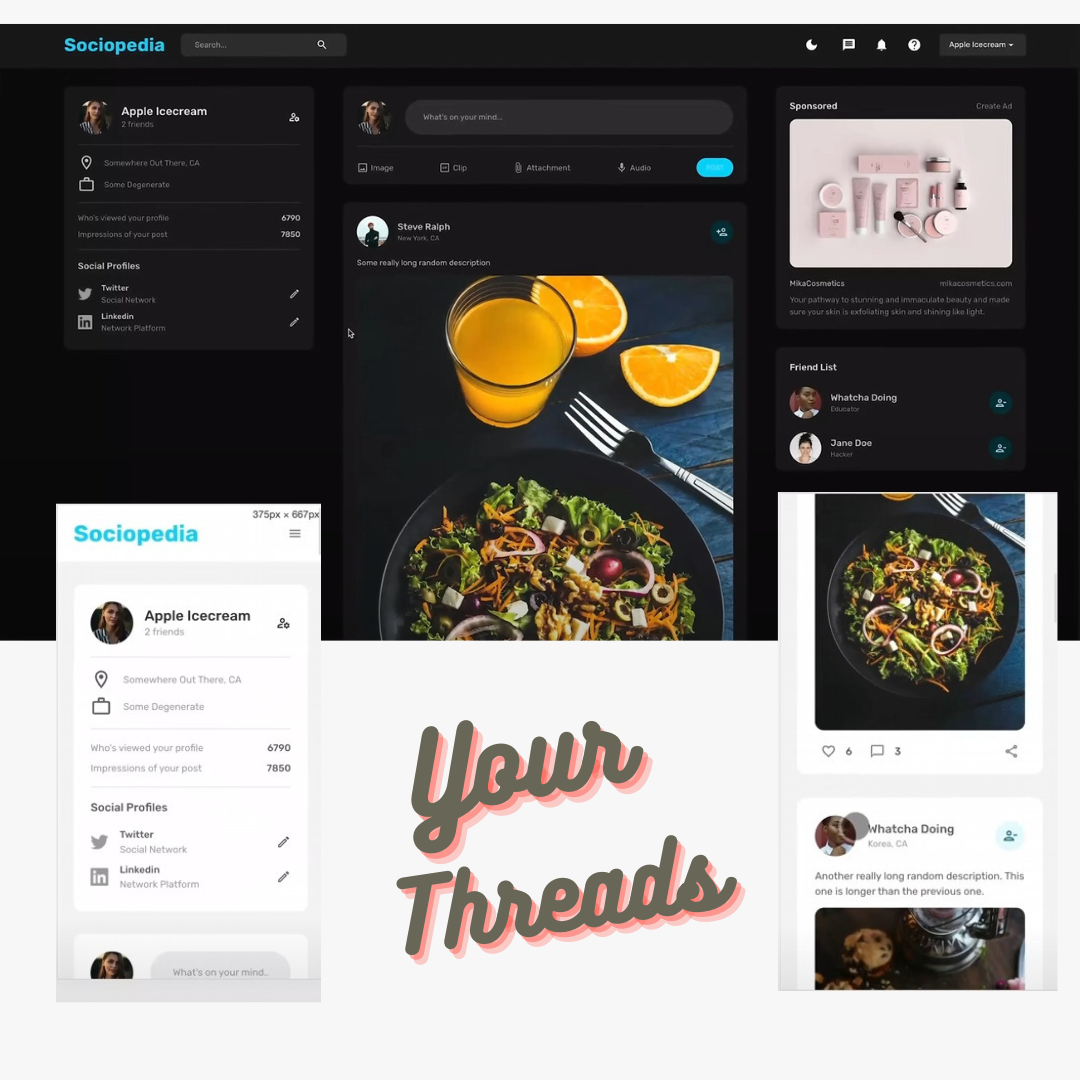 Sociopedia
Search...
Apple Icecream
Apple Icecream
2 friends
Somewhere Out There, CA
Some Degenerate
Who's viewed your profile 6790
Impressions of your post 7850
Social Profiles
Twitter
Social Network
Linkedin
Network Platform
What's on your mind...
Image Clip Attachment Audio POST
Steve Ralph
New York, CA
Some really long random description
Sponsored Create Ad
MikaCosmetics mikacosmetics.com
Your pathway to stunning and immaculate beauty and made
sure your skin is exfoliating skin and shining like light.
Friend List
Whatcha Doing
Educator
Jane Doe
Hacker
375px × 667px
Sociopedia
Apple Icecream
2 friends
Somewhere Out There, CA
Some Degenerate
Who's viewed your profile 6790
Impressions of your post 7850
Social Profiles
Twitter
Social Network
Linkedin
Network Platform
What's on your mind..
Your
Threads
6 3
Whatcha Doing
Korea, CA
Another really long random description. This
one is longer than the previous one.